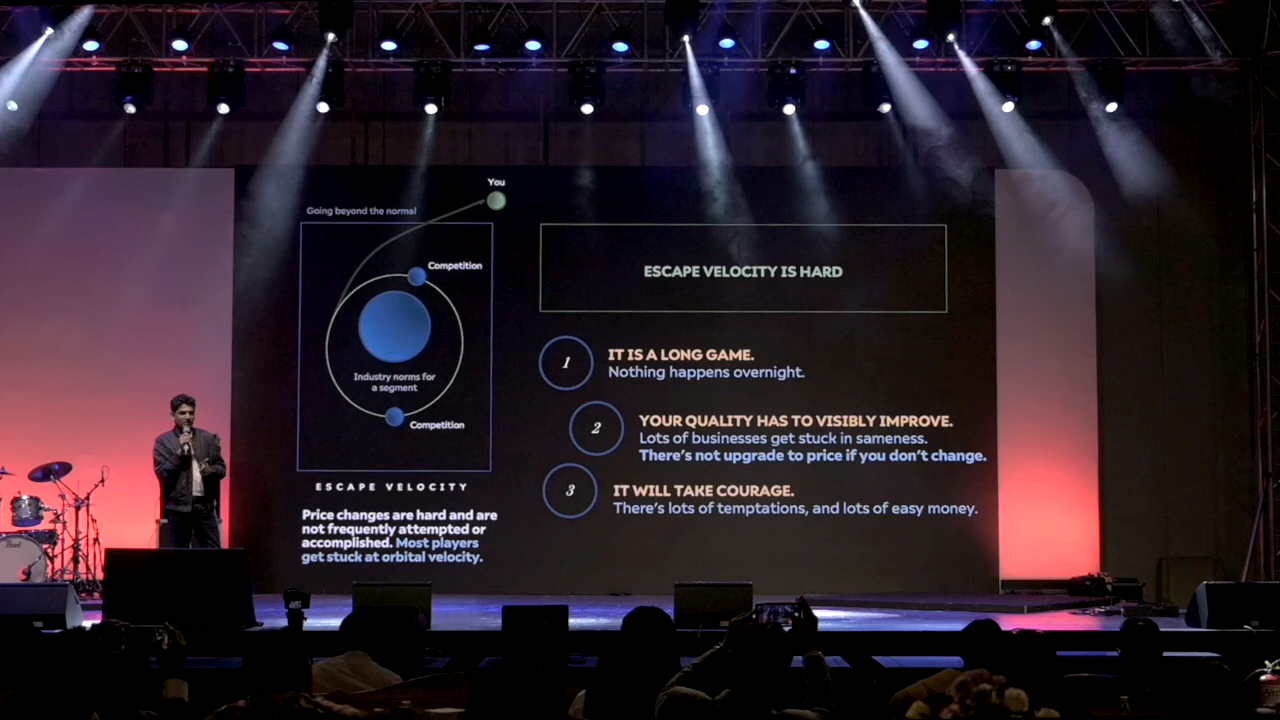 You
Going beyond the normal
Competition
Industry norms for
a segment
Competition
ESCAPE VELOCITY
Price changes are hard and are
not frequently attempted or
accomplished. Most players
get stuck at orbital velocity.
ESCAPE VELOCITY IS HARD
1
IT IS A LONG GAME.
Nothing happens overnight.
2
YOUR QUALITY HAS TO VISIBLY IMPROVE.
Lots of businesses get stuck in sameness.
There's not upgrade to price if you don't change.
3
IT WILL TAKE COURAGE.
There's lots of temptations, and lots of easy money.
Pearl